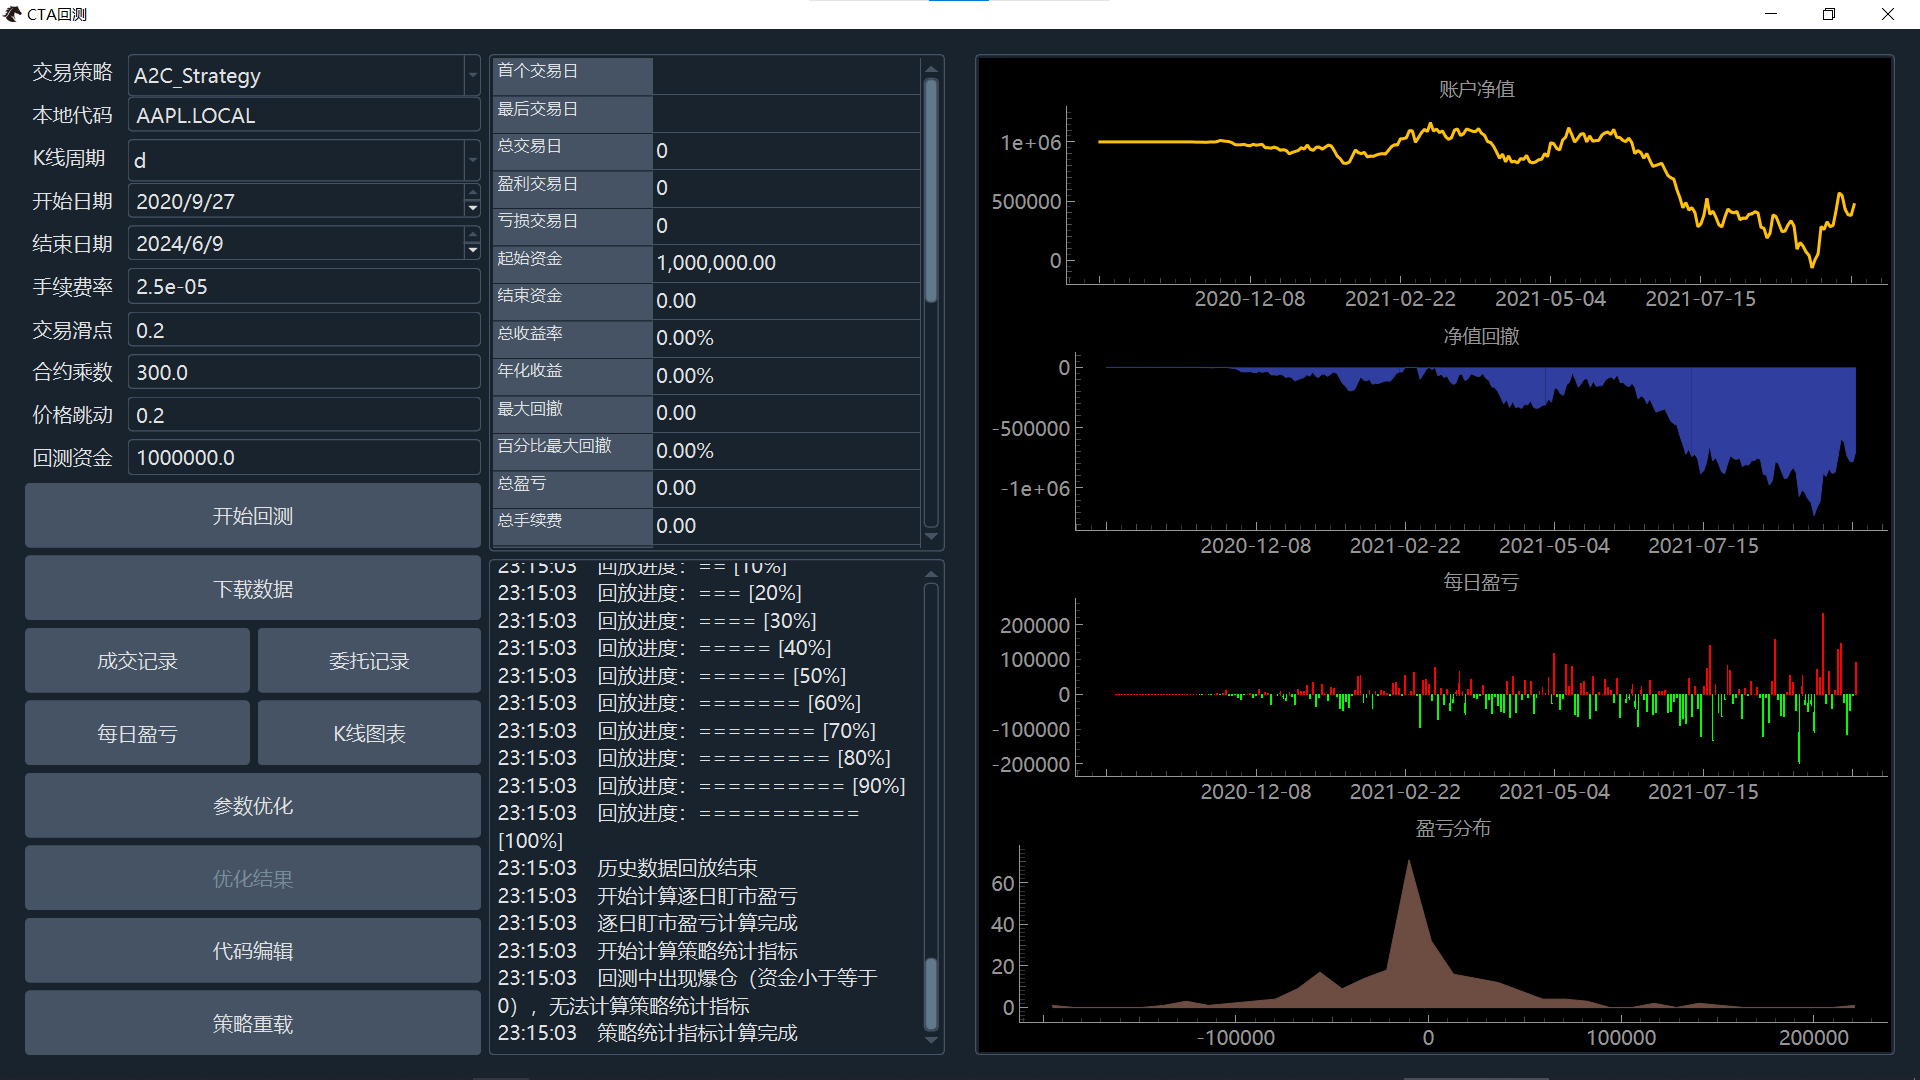 CTA回测
交易策略 A2C_Strategy
本地代码 AAPL.LOCAL
K线周期 d
开始日期 2020/9/27
结束日期 2024/6/9
手续费率 2.5e-05
交易滑点 0.2
合约乘数 300.0
价格跳动 0.2
回测资金 1000000.0
开始回测
下载数据
成交记录 委托记录
每日盈亏 K线图表
参数优化
优化结果
代码编辑
策略重载
首个交易日
最后交易日
总交易日 0
盈利交易日 0
亏损交易日 0
起始资金 1,000,000.00
结束资金 0.00
总收益率 0.00%
年化收益 0.00%
最大回撤 0.00
百分比最大回撤 0.00%
总盈亏 0.00
总手续费 0.00
23:15:03 回放进度：== [10%]
23:15:03 回放进度：=== [20%]
23:15:03 回放进度：==== [30%]
23:15:03 回放进度：===== [40%]
23:15:03 回放进度：====== [50%]
23:15:03 回放进度：======= [60%]
23:15:03 回放进度：======== [70%]
23:15:03 回放进度：========= [80%]
23:15:03 回放进度：========== [90%]
23:15:03 回放进度：===========
[100%]
23:15:03 历史数据回放结束
23:15:03 开始计算逐日盯市盈亏
23:15:03 逐日盯市盈亏计算完成
23:15:03 开始计算策略统计指标
23:15:03 回测中出现爆仓（资金小于等于
0），无法计算策略统计指标
23:15:03 策略统计指标计算完成
账户净值
1e+06
500000
0
2020-12-08 2021-02-22 2021-05-04 2021-07-15
净值回撤
0
-500000
-1e+06
2020-12-08 2021-02-22 2021-05-04 2021-07-15
每日盈亏
200000
100000
0
-100000
-200000
2020-12-08 2021-02-22 2021-05-04 2021-07-15
盈亏分布
60
40
20
0
-100000 0 100000 200000